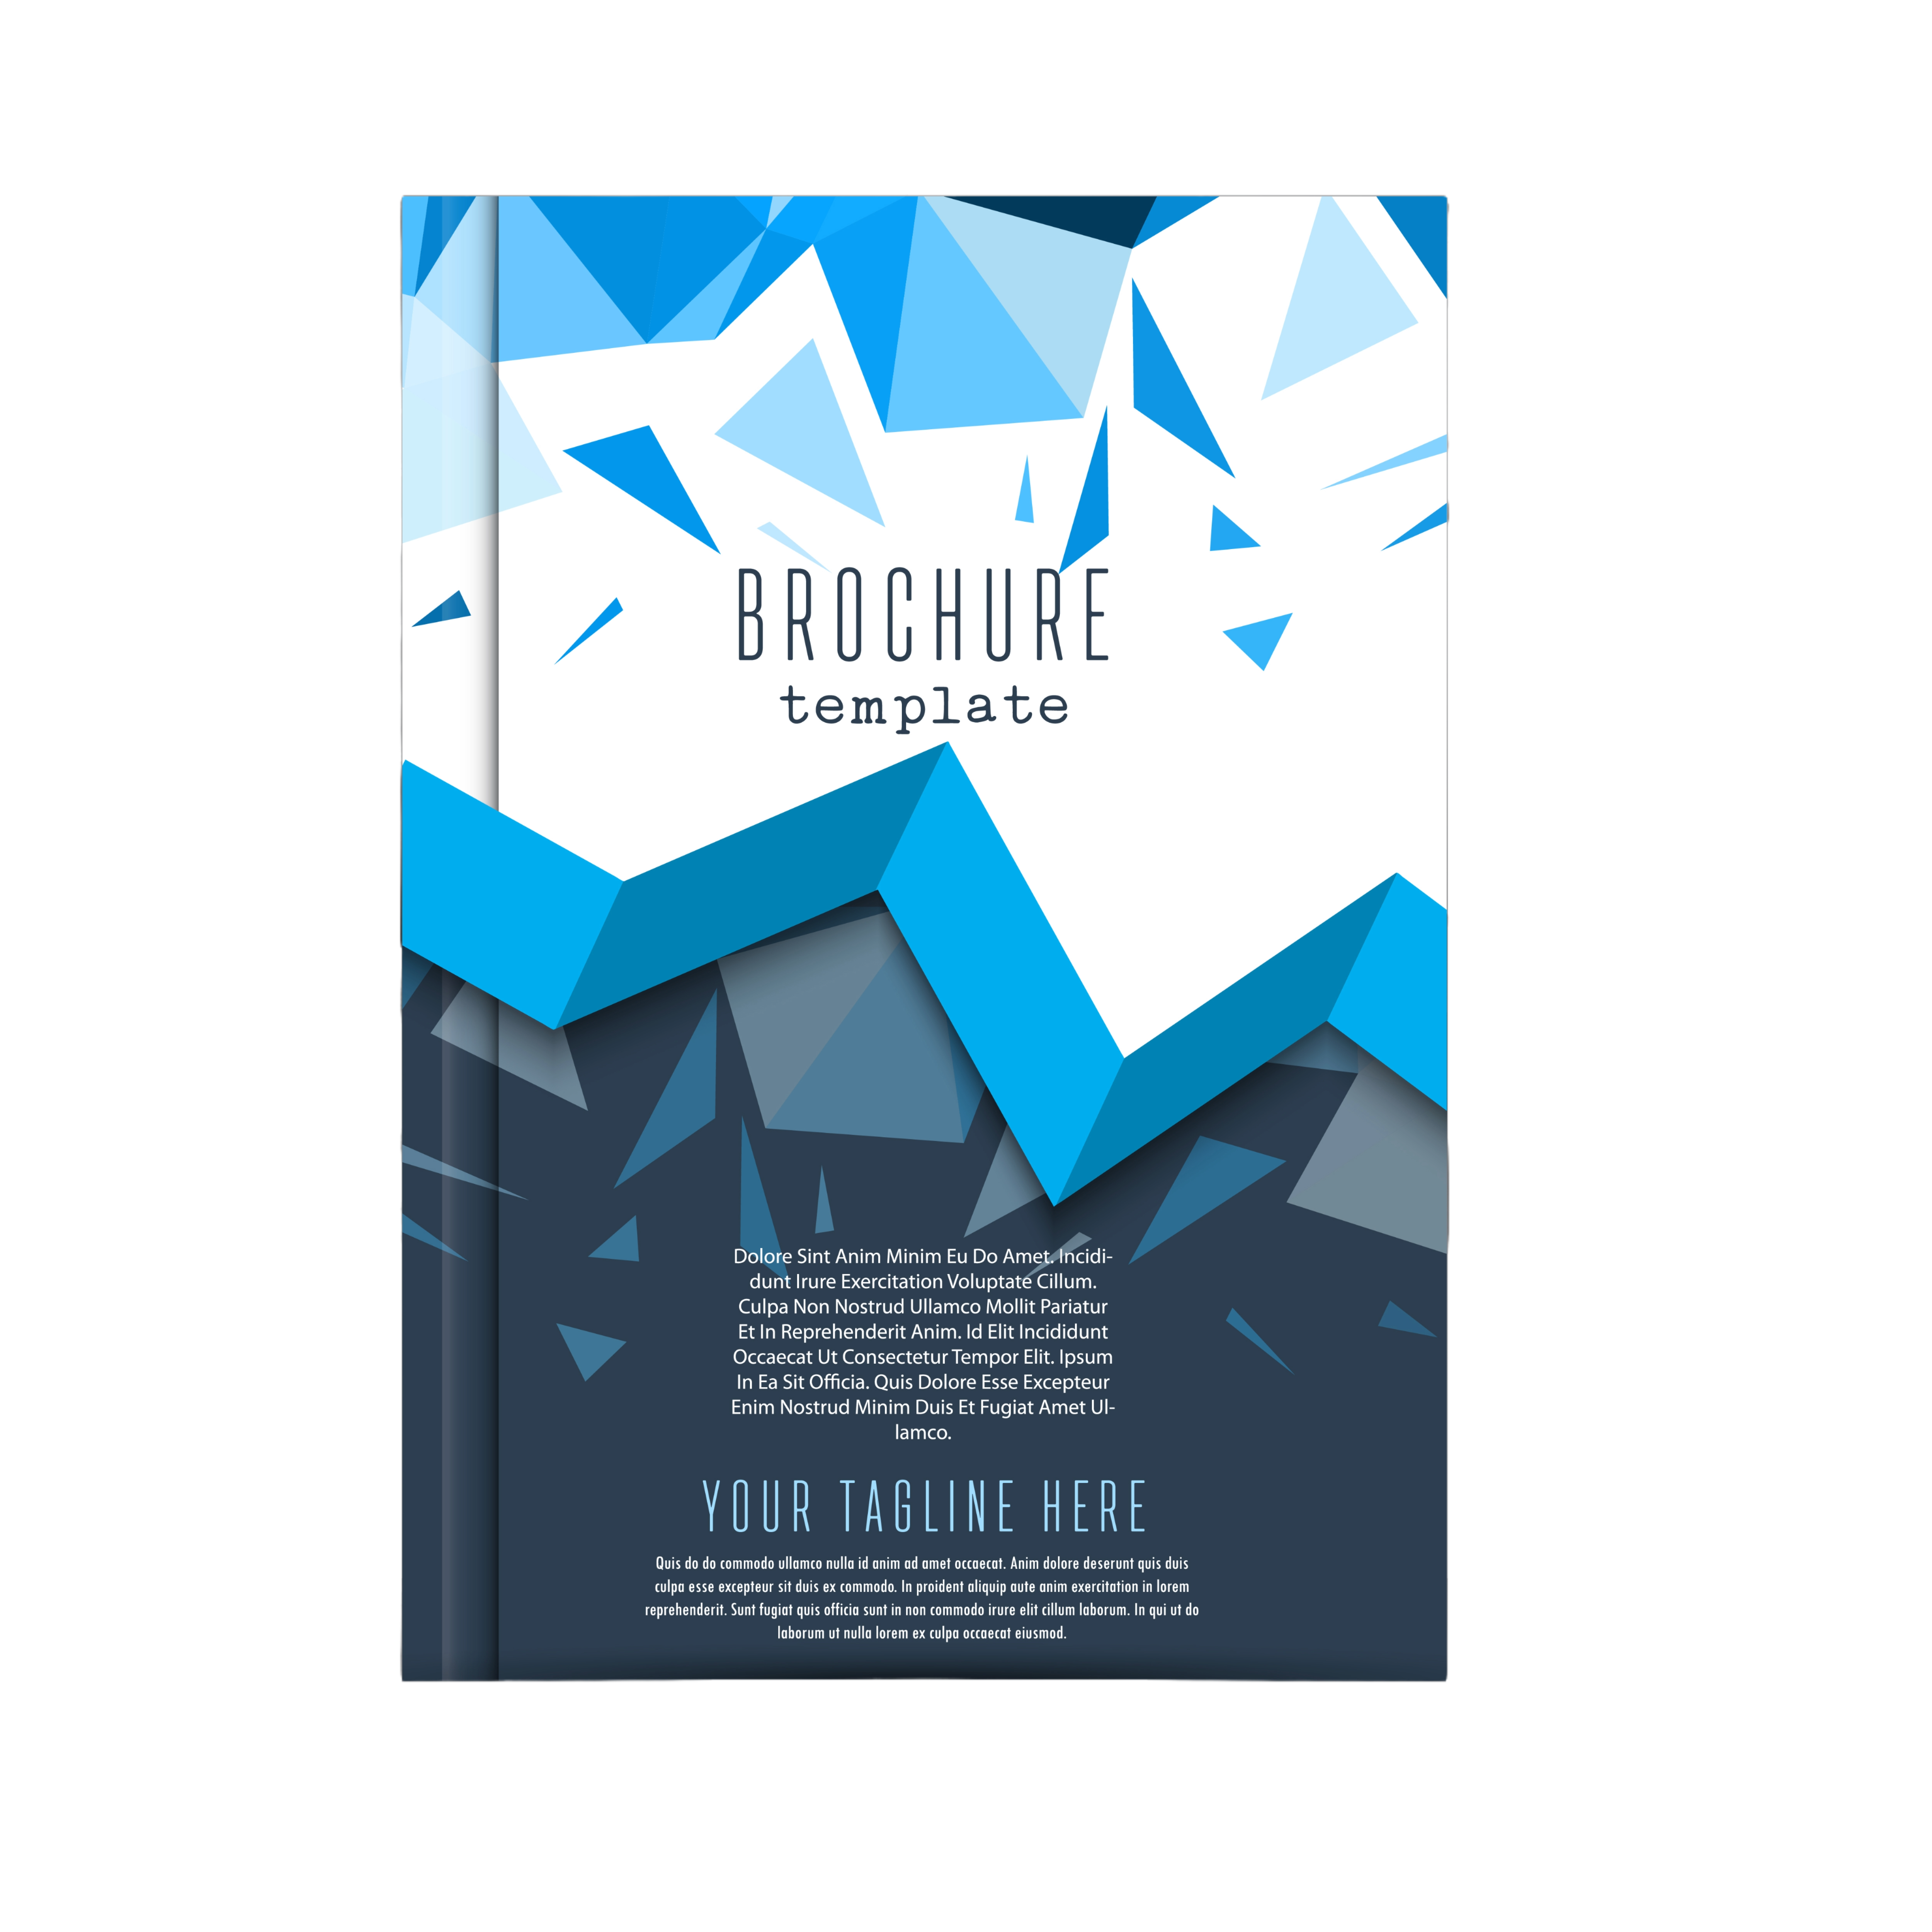 BROCHURE
template
Dolore Sint Anim Minim Eu Do Amet. Incidi-
dunt Irure Exercitation Voluptate Cillum.
Culpa Non Nostrud Ullamco Mollit Pariatur
Et In Reprehenderit Anim. Id Elit Incididunt
Occaecat Ut Consectetur Tempor Elit. Ipsum
In Ea Sit Officia. Quis Dolore Esse Excepteur
Enim Nostrud Minim Duis Et Fugiat Amet Ul-
lamco.
YOUR TAGLINE HERE
Quis do do commodo ullamco nulla id anim ad amet occaecat. Anim dolore deserunt quis duis
culpa esse excepteur sit duis ex commodo. In proident aliquip aute anim exercitation in lorem
reprehenderit. Sunt fugiat quis officia sunt in non commodo irure elit cillum laborum. In qui ut do
laborum ut nulla lorem ex culpa occaecat eiusmod.